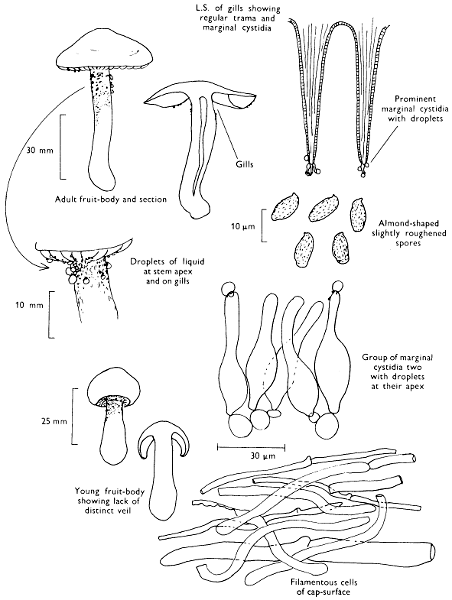 L.S. of gills showing
regular trama and
marginal cystidia
Prominent
marginal cystidia
with droplets
30 mm
Gills
Adult fruit-body and section
10 µm
Almond-shaped
slightly roughened
spores
Droplets of liquid
at stem apex
and on gills
10 mm
Group of marginal
cystidia two
with droplets
at their apex
25 mm
30 µm
Young fruit-body
showing lack of
distinct veil
Filamentous cells
of cap-surface